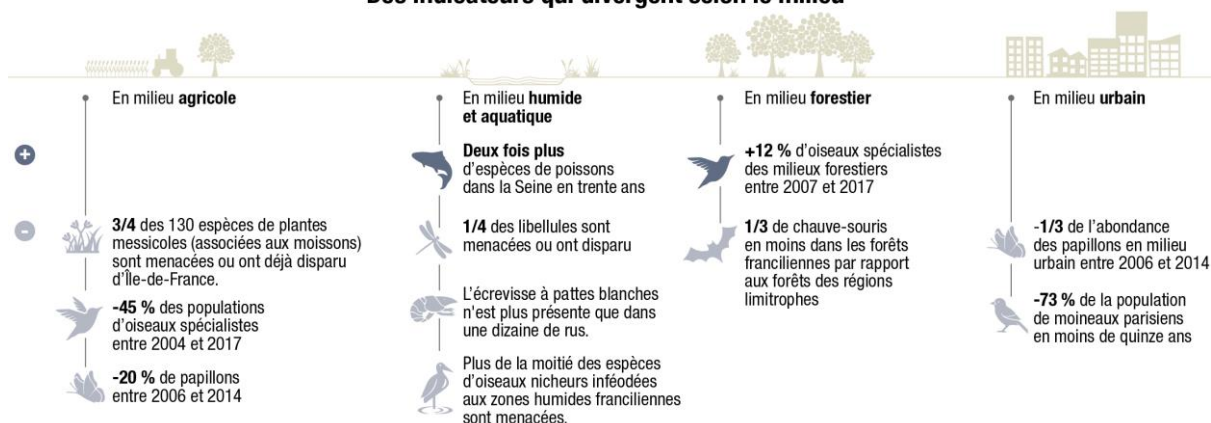 Des indicateurs qui divergent selon le milieu
En milieu agricole
3/4 des 130 espèces de plantes
messicoles (associées aux moissons)
sont menacées ou ont déjà disparu
d'Île-de-France.
-45 % des populations
d'oiseaux spécialistes
entre 2004 et 2017
-20 % de papillons
entre 2006 et 2014
En milieu humide
et aquatique
Deux fois plus
d'espèces de poissons
dans la Seine en trente ans
1/4 des libellules sont
menacées ou ont disparu
L'écrevisse à pattes blanches
n'est plus présente que dans
une dizaine de rus.
Plus de la moitié des espèces
d'oiseaux nicheurs inféodées
aux zones humides franciliennes
sont menacées.
En milieu forestier
+12 % d'oiseaux spécialistes
des milieux forestiers
entre 2007 et 2017
1/3 de chauve-souris
en moins dans les forêts
franciliennes par rapport
aux forêts des régions
limitrophes
En milieu urbain
-1/3 de l'abondance
des papillons en milieu
urbain entre 2006 et 2014
-73 % de la population
de moineaux parisiens
en moins de quinze ans
+
-